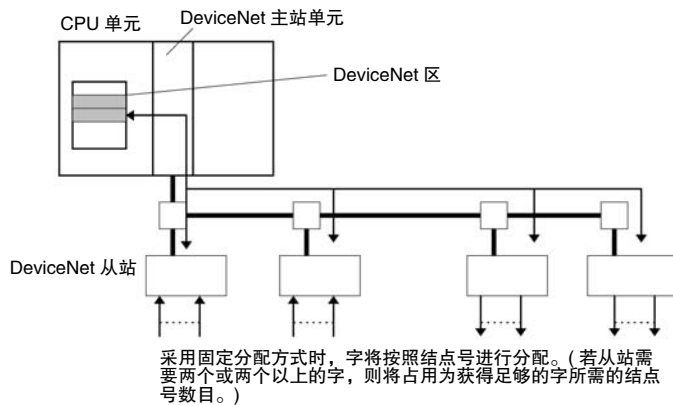 CPU 单元
DeviceNet 主站单元
DeviceNet 区
DeviceNet 从站
采用固定分配方式时，字将按照结点号进行分配。( 若从站需
要两个或两个以上的字，则将占用为获得足够的字所需的结点
号数目。)